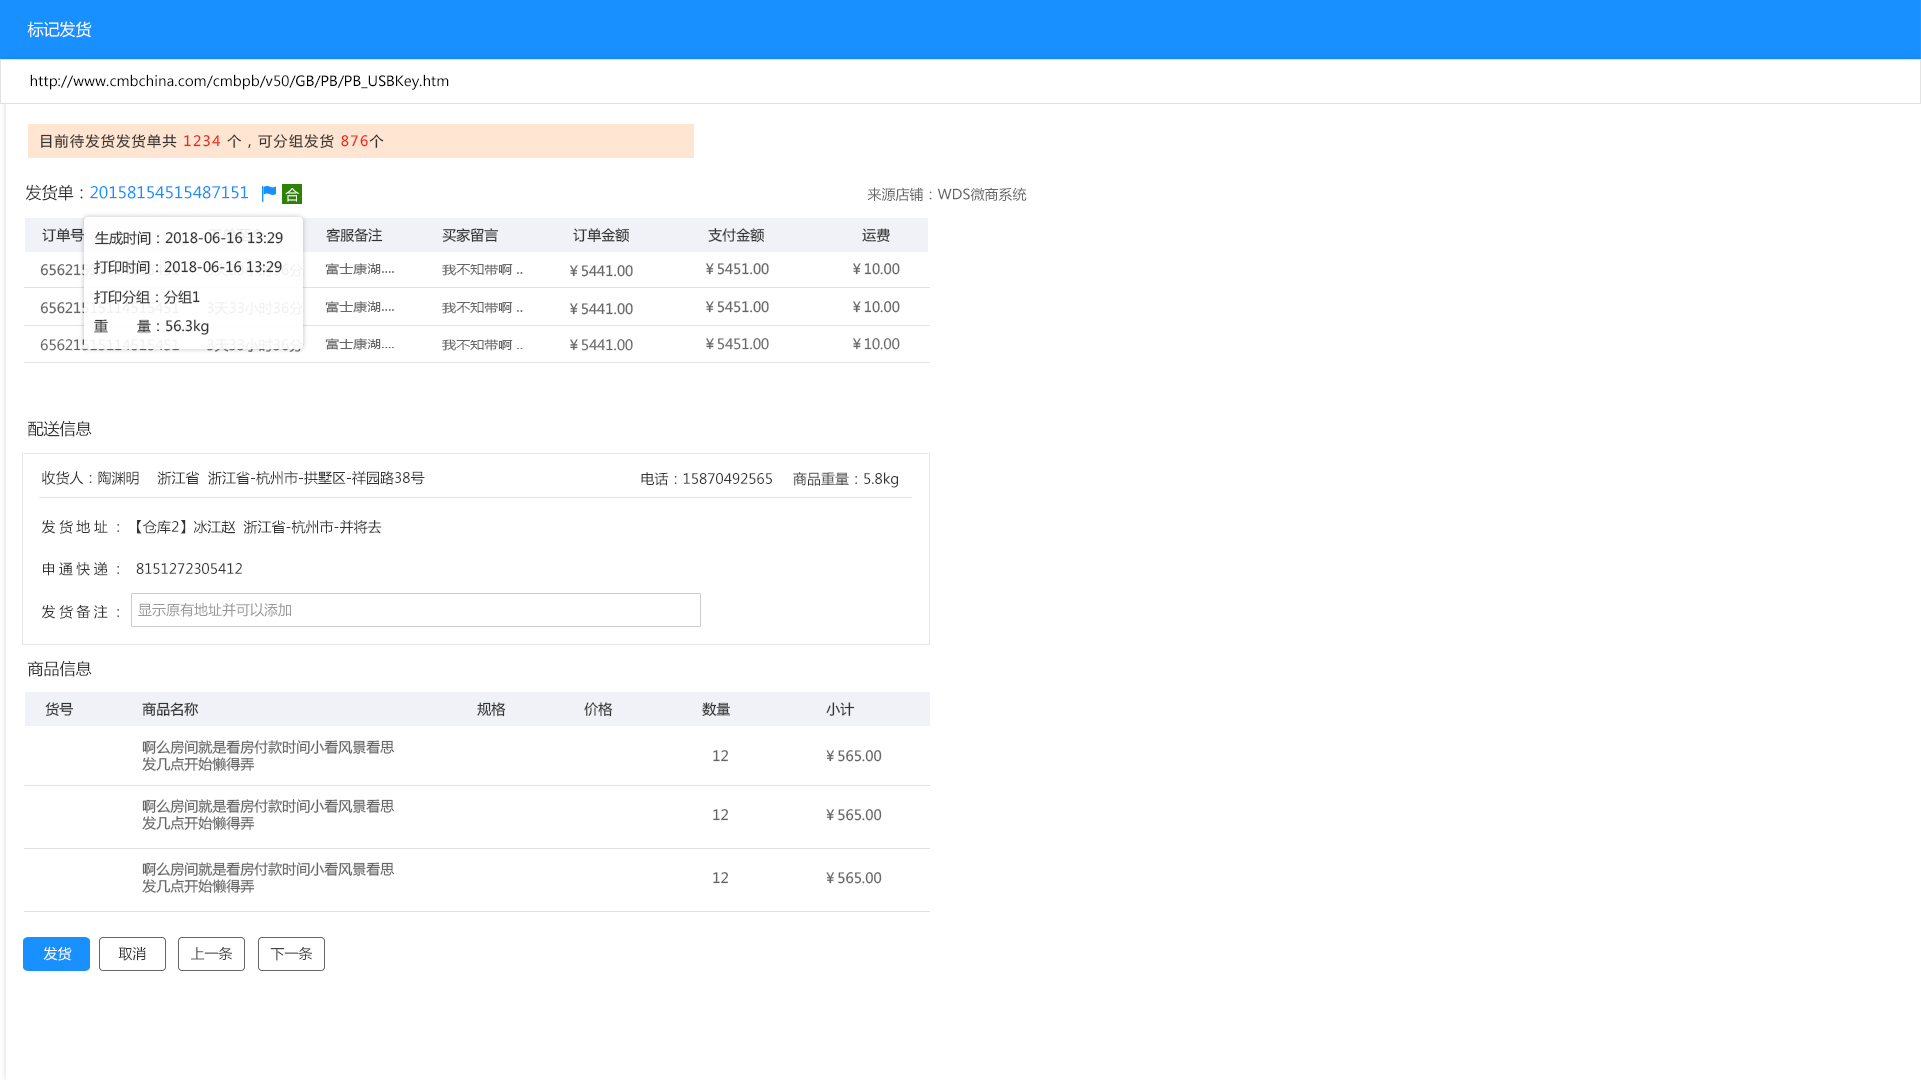 标记发货
http://www.cmbchina.com/cmbpb/v50/GB/PB/PB_USBKey.htm
目前待发货发货单共 1234 个，可分组发货 876个
发货单：20158154515487151 合 来源店铺：WDS微商系统
订单号 客服备注 买家留言 订单金额 支付金额 运费
生成时间：2018-06-16 13:29
打印时间：2018-06-16 13:29
打印分组：分组1
重 量：56.3kg
富士康湖.... 我不知带啊 .. ¥ 5441.00 ¥ 5451.00 ¥ 10.00
3天33小时36分 富士康湖.... 我不知带啊 .. ¥ 5441.00 ¥ 5451.00 ¥ 10.00
65621515114515451 3天33小时36分 富士康湖.... 我不知带啊 .. ¥ 5441.00 ¥ 5451.00 ¥ 10.00
配送信息
收货人：陶渊明 浙江省 浙江省-杭州市-拱墅区-祥园路38号 电话：15870492565 商品重量：5.8kg
发货地址：【仓库2】冰江赵 浙江省-杭州市-并将去
申通快递： 8151272305412
发货备注： 显示原有地址并可以添加
商品信息
货号 商品名称 规格 价格 数量 小计
啊么房间就是看房付款时间小看风景看思
发几点开始懒得弄
12 ¥ 565.00
啊么房间就是看房付款时间小看风景看思
发几点开始懒得弄
12 ¥ 565.00
啊么房间就是看房付款时间小看风景看思
发几点开始懒得弄
12 ¥ 565.00
发货 取消 上一条 下一条